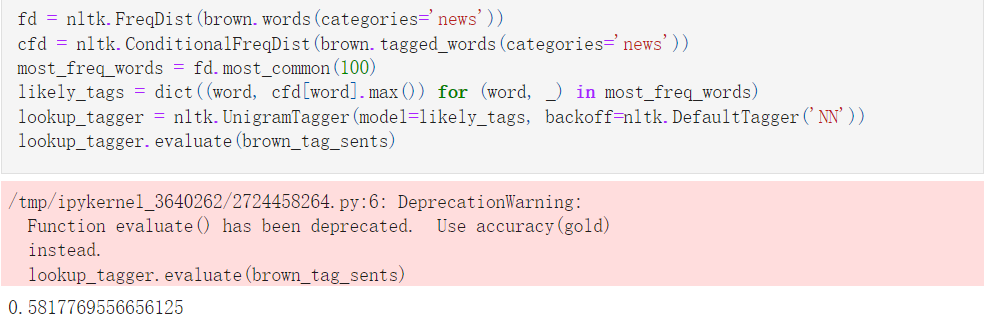 fd = nltk.FreqDist(brown.words(categories='news'))
cfd = nltk.ConditionalFreqDist(brown.tagged_words(categories='news'))
most_freq_words = fd.most_common(100)
likely_tags = dict((word, cfd[word].max()) for (word, _) in most_freq_words)
lookup_tagger = nltk.UnigramTagger(model=likely_tags, backoff=nltk.DefaultTagger('NN'))
lookup_tagger.evaluate(brown_tag_sents)
/tmp/ipykernel_3640262/2724458264.py:6: DeprecationWarning:
  Function evaluate() has been deprecated.  Use accuracy(gold)
  instead.
  lookup_tagger.evaluate(brown_tag_sents)
0.5817769556656125